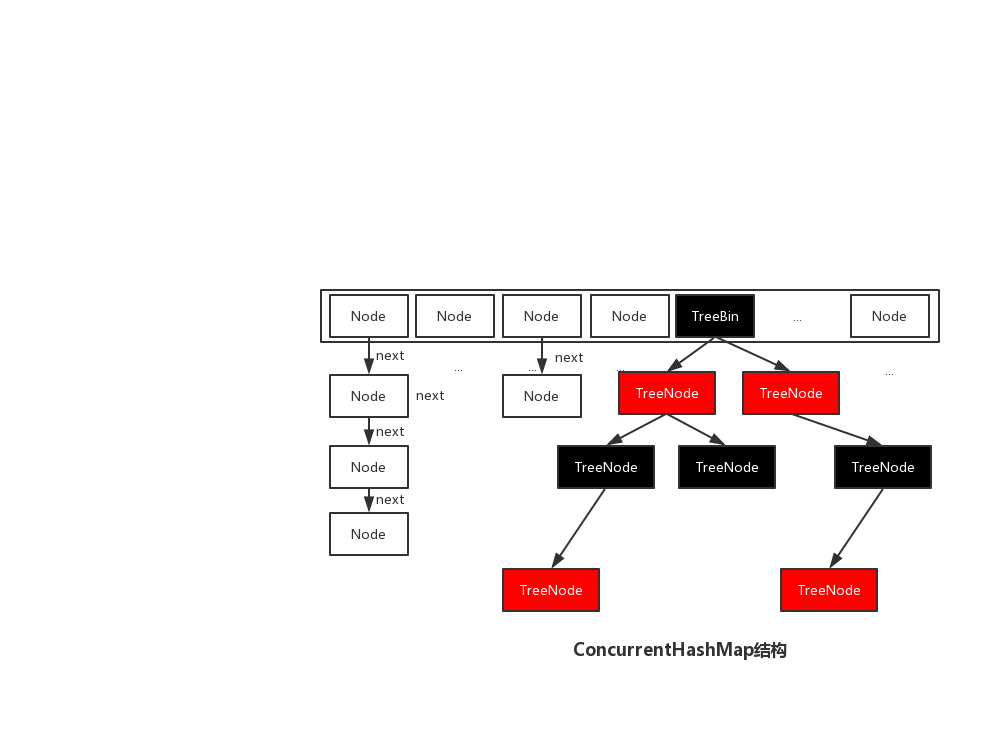 Node Node Node Node TreeBin ... Node
next next
... ... ... ...
Node next Node TreeNode TreeNode
next
Node TreeNode TreeNode TreeNode
next
Node
TreeNode TreeNode
ConcurrentHashMap结构